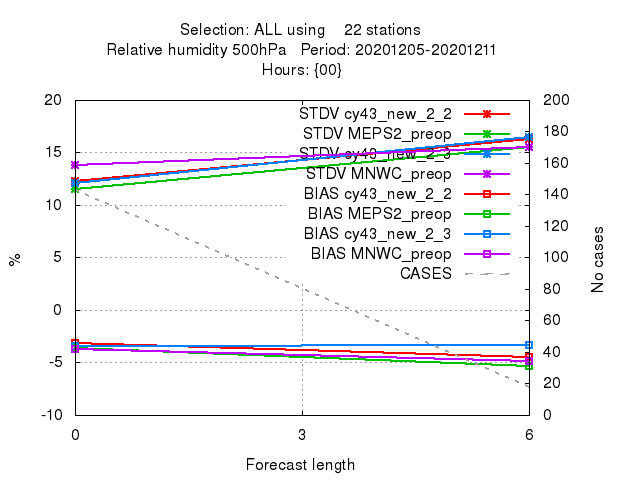 Selection: ALL using 22 stations
Relative humidity 500hPa Period: 20201205-20201211
Hours: {00}
20 200
STDV cy43_new_2_2
180
STDV MEPS2_preop
15 STDV cy43_new_2_3 160
STDV MNWC_preop
140
BIAS cy43_new_2_2
10 BIAS MEPS2_preop 120
BIAS cy43_new_2_3
5 BIAS MNWC_preop 100
CASES
80
0
60
-5 40
20
-10 0
0 3 6
Forecast length
%
No cases